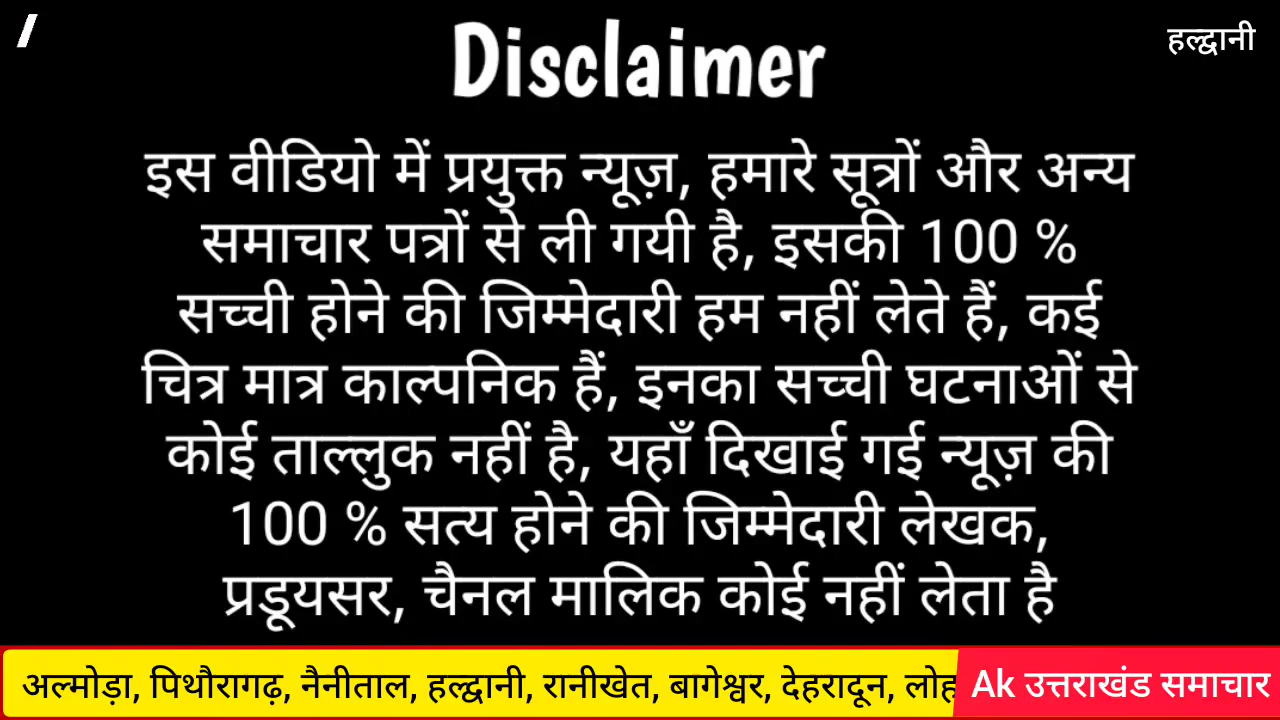 हल्द्वानी
Disclaimer
इस वीडियो में प्रयुक्त न्यूज़, हमारे सूत्रों और अन्य
समाचार पत्रों से ली गयी है, इसकी 100 %
सच्ची होने की जिम्मेदारी हम नहीं लेते हैं, कई
चित्र मात्र काल्पनिक हैं, इनका सच्ची घटनाओं से
कोई ताल्लुक नहीं है, यहाँ दिखाई गई न्यूज़ की
100 % सत्य होने की जिम्मेदारी लेखक,
प्रडूयसर, चैनल मालिक कोई नहीं लेता है
अल्मोड़ा, पिथौरागढ़, नैनीताल, हल्द्वानी, रानीखेत, बागेश्वर, देहरादून, Ak उत्तराखंड समाचार